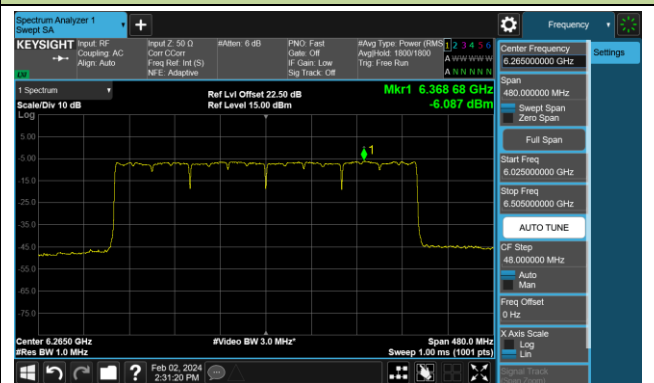 Spectrum Analyzer 1
Swept SA
Frequency
KEYSIGHT
Input: RF
Coupling: AC
Align: Auto
Input Z: 50 Ω
Corr CCorr
Freq Ref: Int (S)
NFE: Adaptive
#Atten: 6 dB
PNO: Fast
Gate: Off
IF Gain: Low
Sig Track: Off
#Avg Type: Power (RMS
Avg|Hold: 1800/1800
Trig: Free Run
1 2 3 4 5 6
A W W W W W
A N N N N N
1 Spectrum
Scale/Div 10 dB
Log
Ref Lvl Offset 22.50 dB
Ref Level 15.00 dBm
Mkr1 6.368 68 GHz
-6.087 dBm
5.00
-5.00
-15.0
-25.0
-35.0
-45.0
-55.0
-65.0
-75.0
1
Center 6.2650 GHz
#Res BW 1.0 MHz
#Video BW 3.0 MHz*
Span 480.0 MHz
Sweep 1.00 ms (1001 pts)
Feb 02, 2024
2:31:20 PM
Center Frequency
6.265000000 GHz
Settings
Span
480.000000 MHz
Swept Span
Zero Span
Full Span
Start Freq
6.025000000 GHz
Stop Freq
6.505000000 GHz
AUTO TUNE
CF Step
48.000000 MHz
Auto
Man
Freq Offset
0 Hz
X Axis Scale
Log
Lin
Signal Track
(Span Zoom)